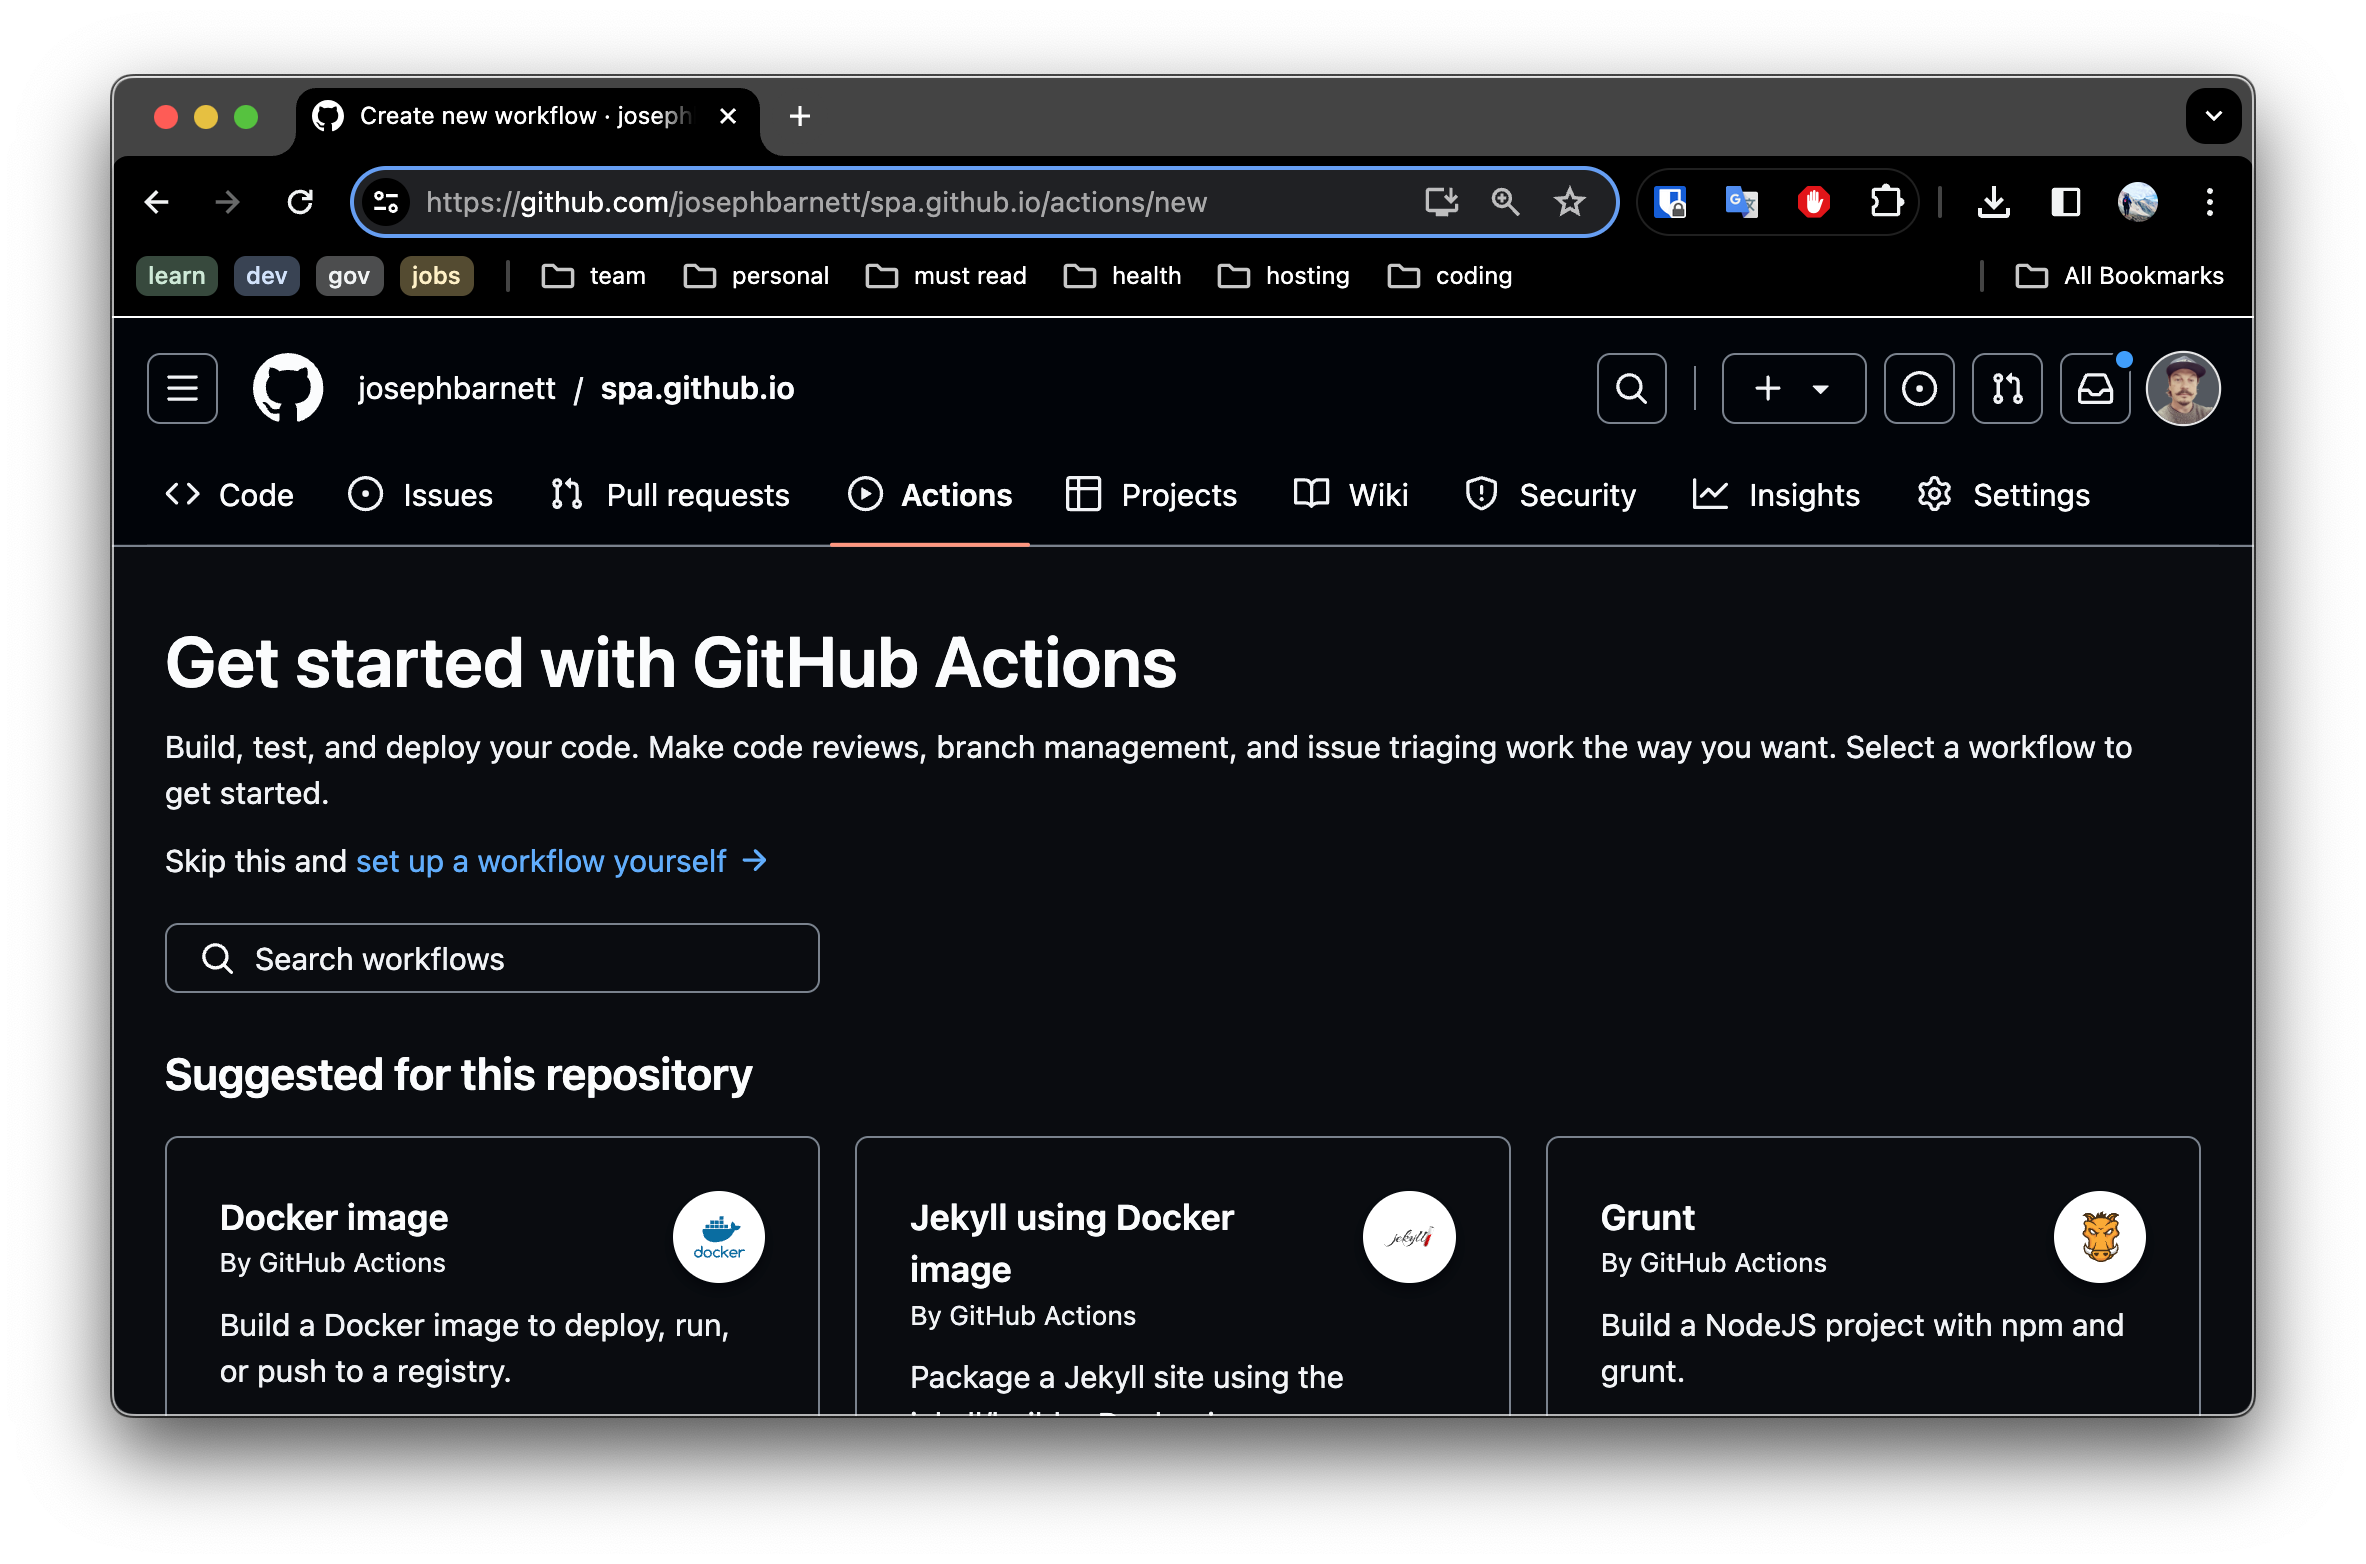 Create new workflow · joseph
https://github.com/josephbarnett/spa.github.io/actions/new
learn dev gov jobs team personal must read health hosting coding All Bookmarks
josephbarnett / spa.github.io
Code Issues Pull requests Actions Projects Wiki Security Insights Settings
Get started with GitHub Actions
Build, test, and deploy your code. Make code reviews, branch management, and issue triaging work the way you want. Select a workflow to
get started.
Skip this and set up a workflow yourself →
Search workflows
Suggested for this repository
Docker image
By GitHub Actions
docker
Build a Docker image to deploy, run,
or push to a registry.
Jekyll using Docker
image
By GitHub Actions
jekyll
Package a Jekyll site using the
Grunt
By GitHub Actions
Build a NodeJS project with npm and
grunt.